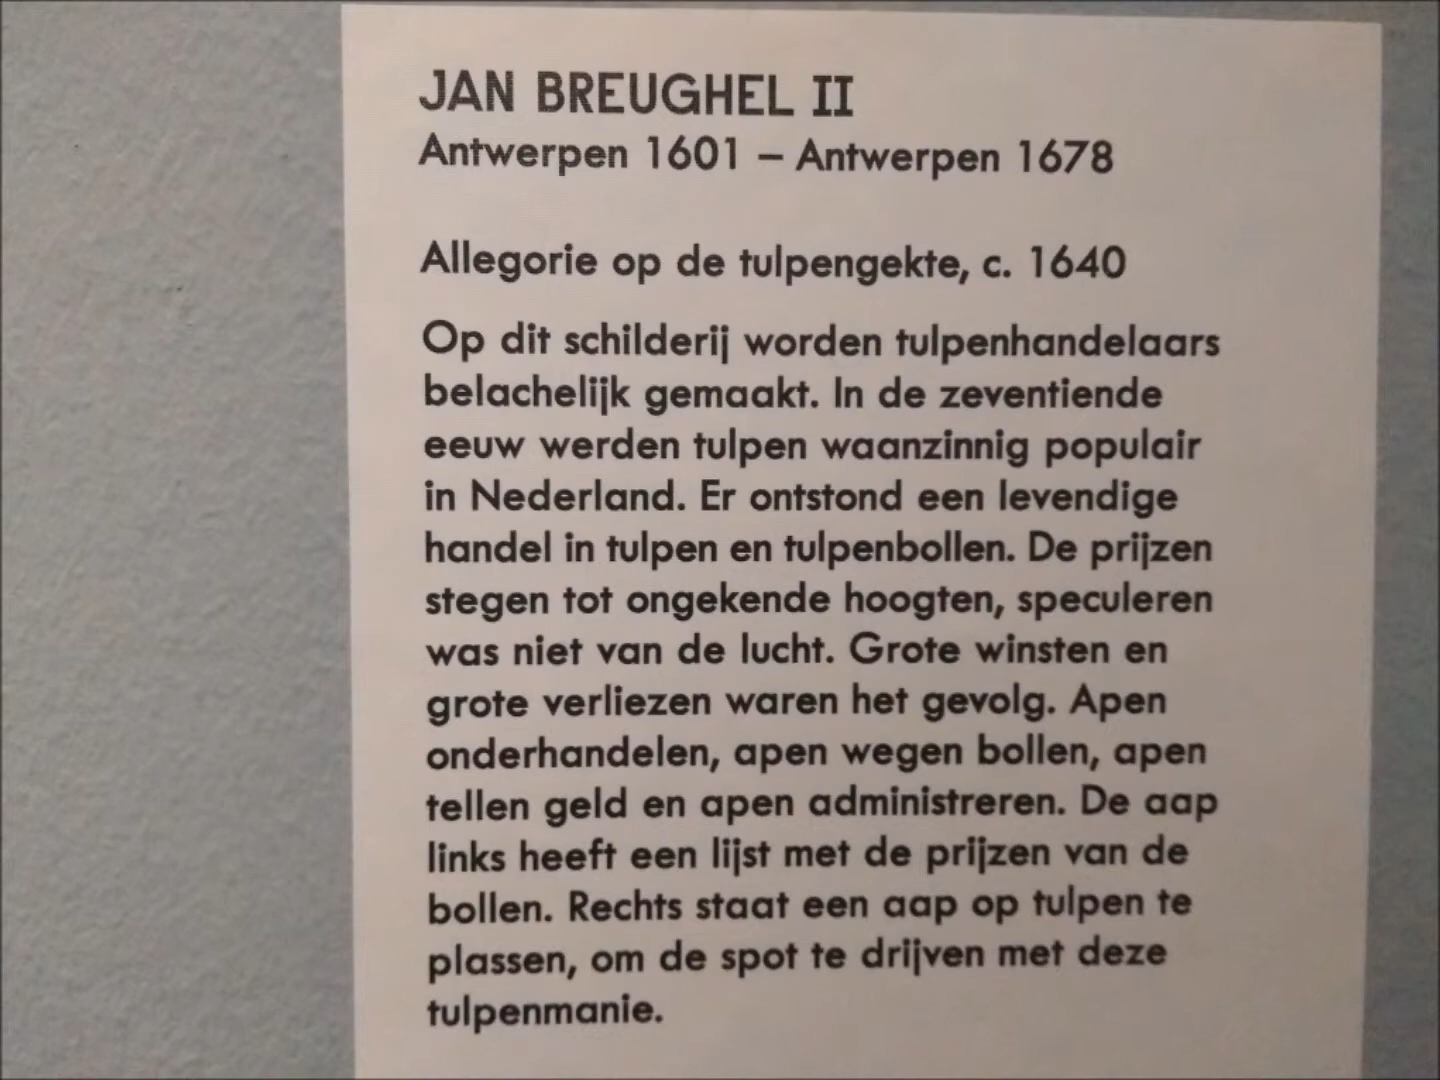 JAN BREUGHEL II
Antwerpen 1601 – Antwerpen 1678
Allegorie op de tulpengekte, c. 1640
Op dit schilderij worden tulpenhandelaars
belachelijk gemaakt. In de zeventiende
eeuw werden tulpen waanzinnig populair
in Nederland. Er ontstond een levendige
handel in tulpen en tulpenbollen. De prijzen
stegen tot ongekende hoogten, speculeren
was niet van de lucht. Grote winsten en
grote verliezen waren het gevolg. Apen
onderhandelen, apen wegen bollen, apen
tellen geld en apen administreren. De aap
links heeft een lijst met de prijzen van de
bollen. Rechts staat een aap op tulpen te
plassen, om de spot te drijven met deze
tulpenmanie.